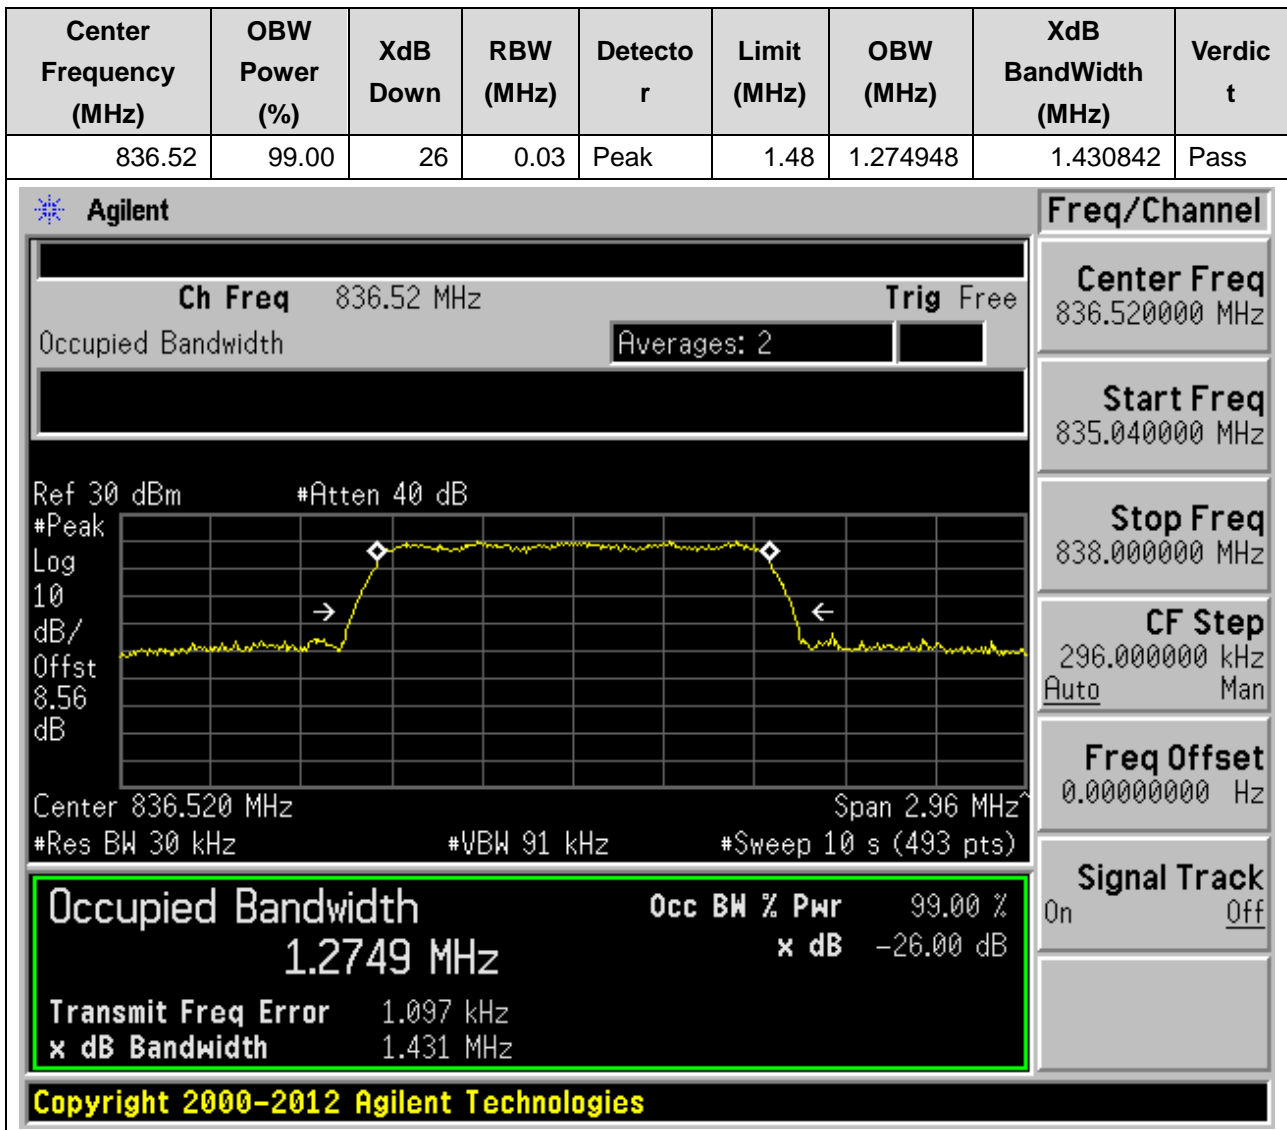 Center Frequency (MHz) | OBW Power (%) | XdB Down | RBW (MHz) | Detecto r | Limit (MHz) | OBW (MHz) | XdB BandWidth (MHz) | Verdic t
836.52 | 99.00 | 26 | 0.03 | Peak | 1.48 | 1.274948 | 1.430842 | Pass
Agilent
Freq/Channel
Ch Freq 836.52 MHz Trig Free
Occupied Bandwidth Averages: 2
Center Freq
836.520000 MHz
Start Freq
835.040000 MHz
Stop Freq
838.000000 MHz
CF Step
296.000000 kHz
Auto Man
Freq Offset
0.00000000 Hz
Signal Track
On Off
Ref 30 dBm #Atten 40 dB
#Peak
Log
10
dB/
Offst
8.56
dB
Center 836.520 MHz Span 2.96 MHz^
#Res BW 30 kHz #VBW 91 kHz #Sweep 10 s (493 pts)
Occupied Bandwidth
1.2749 MHz
Occ BW % Pwr 99.00 %
x dB -26.00 dB
Transmit Freq Error 1.097 kHz
x dB Bandwidth 1.431 MHz
Copyright 2000-2012 Agilent Technologies